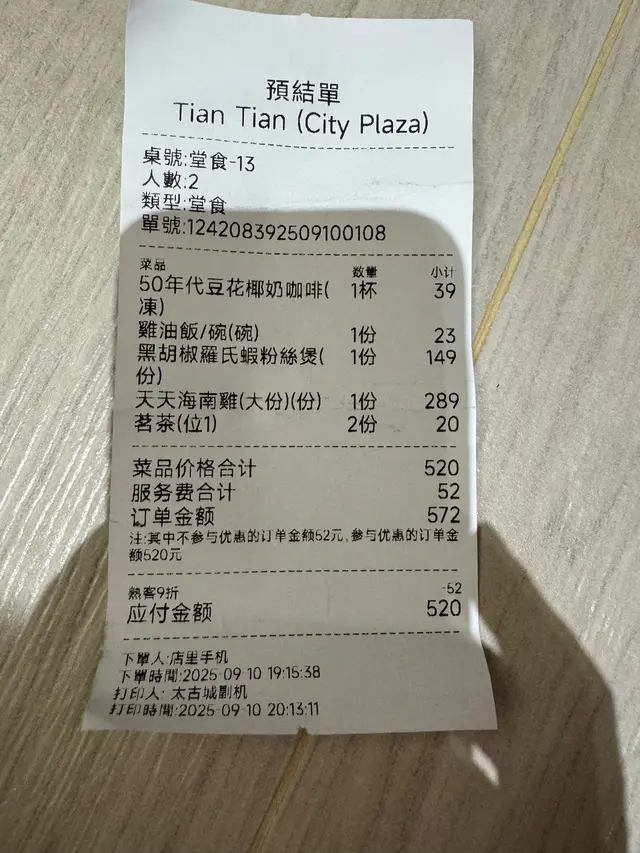 預結單
Tian Tian (City Plaza)
桌號:堂食-13
人數:2
類型:堂食
單號:124208392509100108
菜品 数量 小计
50年代豆花椰奶咖啡( 1杯 39
凍)
雞油飯/碗(碗) 1份 23
黑胡椒羅氏蝦粉絲煲( 1份 149
份)
天天海南雞(大份)(份) 1份 289
茗茶(位1) 2份 20
菜品价格合计 520
服务费合计 52
订单金额 572
注:其中不参与优惠的订单金额52元,参与优惠的订单金
额520元
熟客9折 -52
应付金额 520
下單人:店里手机
下單時間:2025-09-10 19:15:38
打印人: 太古城副机
打印時間:2025-09-10 20:13:11